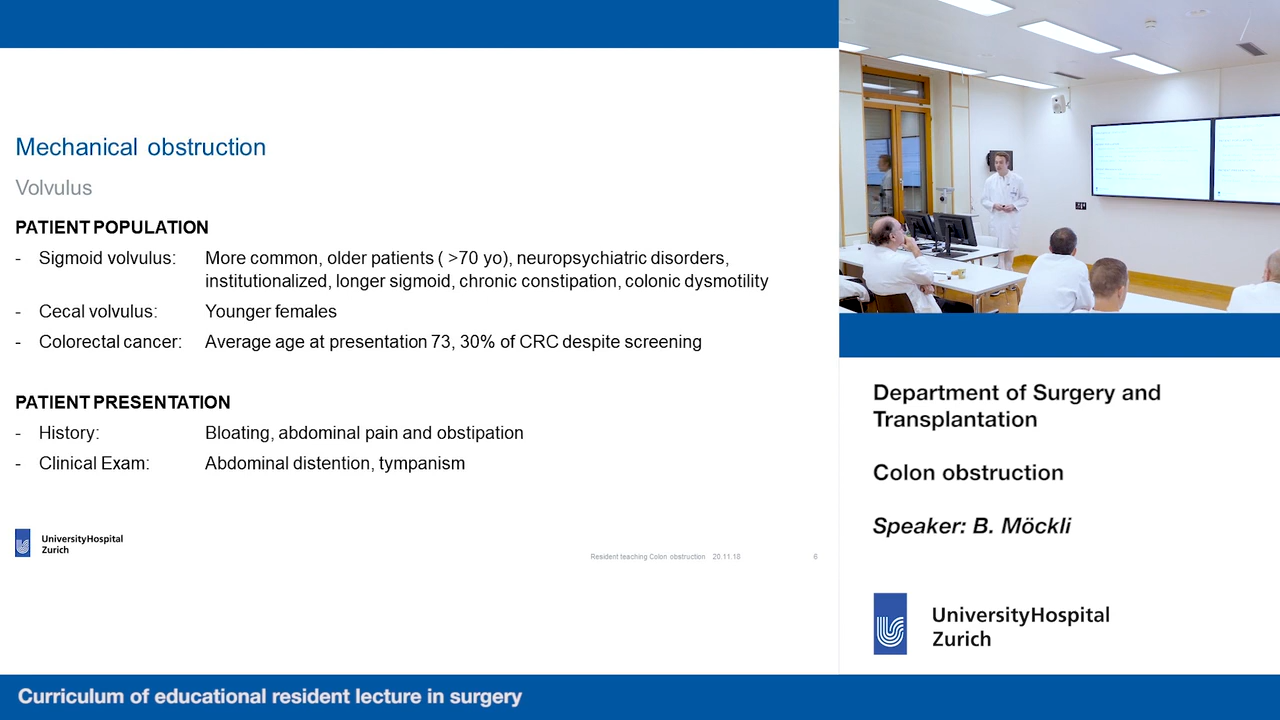 Mechanical obstruction
Volvulus
PATIENT POPULATION
- Sigmoid volvulus: More common, older patients ( >70 yo), neuropsychiatric disorders,
institutionalized, longer sigmoid, chronic constipation, colonic dysmotility
- Cecal volvulus: Younger females
- Colorectal cancer: Average age at presentation 73, 30% of CRC despite screening
PATIENT PRESENTATION
- History: Bloating, abdominal pain and obstipation
- Clinical Exam: Abdominal distention, tympanism
UniversityHospital
Zurich
Resident teaching Colon obstruction 20.11.18 6
Department of Surgery and
Transplantation
Colon obstruction
Speaker: B. Möckli
UniversityHospital
Zurich
Curriculum of educational resident lecture in surgery